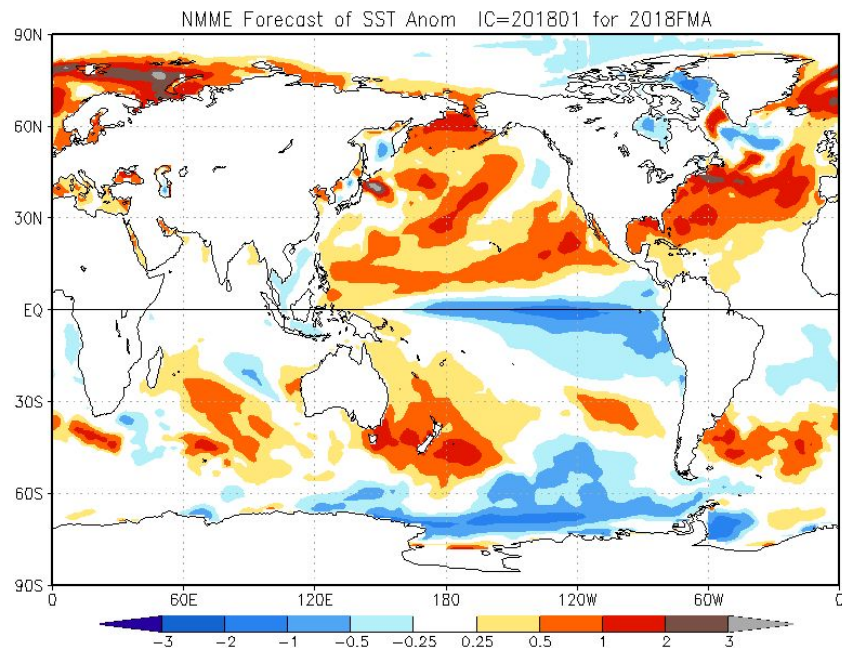 NMME Forecast of SST Anom IC=201801 for 2018FMA
90N
60N
30N
EQ
30S
60S
90S
0 60E 120E 180 120W 60W 0
-3 -2 -1 -0.5 -0.25 0.25 0.5 1 2 3